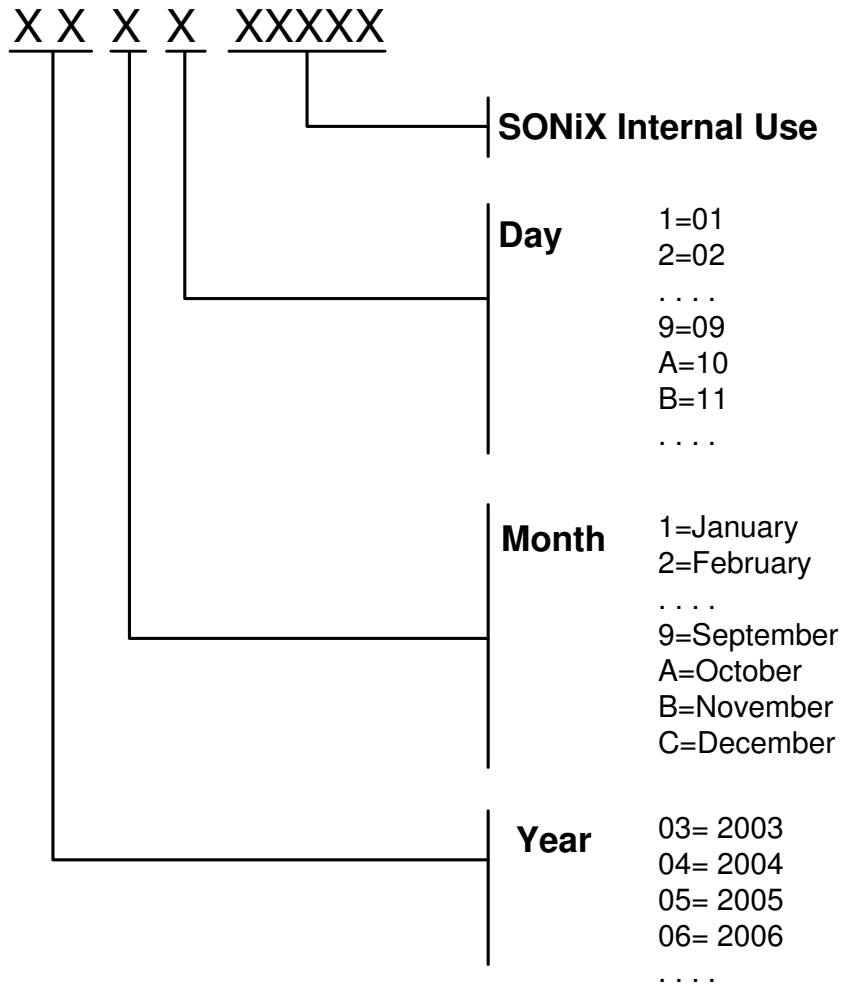 X X X X XXXXX
SONiX Internal Use
Day
1=01
2=02
. . . .
9=09
A=10
B=11
. . . .
Month
1=January
2=February
. . . .
9=September
A=October
B=November
C=December
Year
03= 2003
04= 2004
05= 2005
06= 2006
. . . .